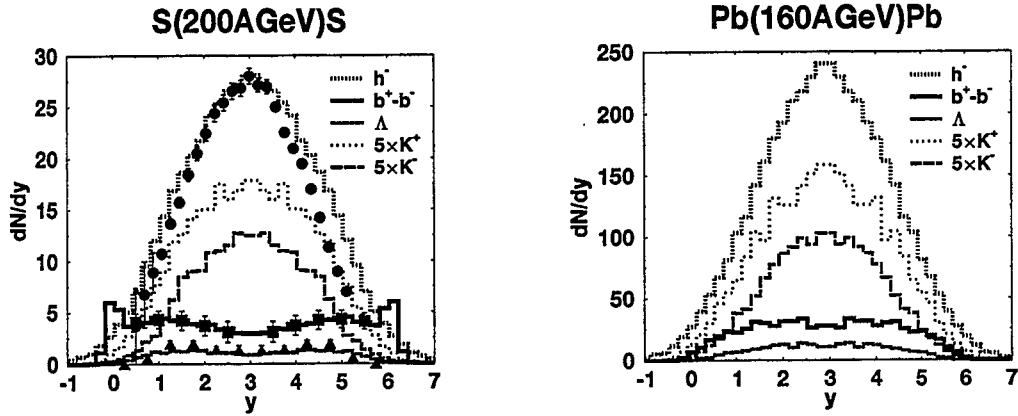 S(200AGeV)S
30
25
20
15
10
5
0
dN/dy
-1 0 1 2 3 4 5 6 7
y
h⁻
b⁺-b⁻
Λ
5×K⁺
5×K⁻
Pb(160AGeV)Pb
250
200
150
100
50
0
dN/dy
-1 0 1 2 3 4 5 6 7
y
h⁻
b⁺-b⁻
Λ
5×K⁺
5×K⁻